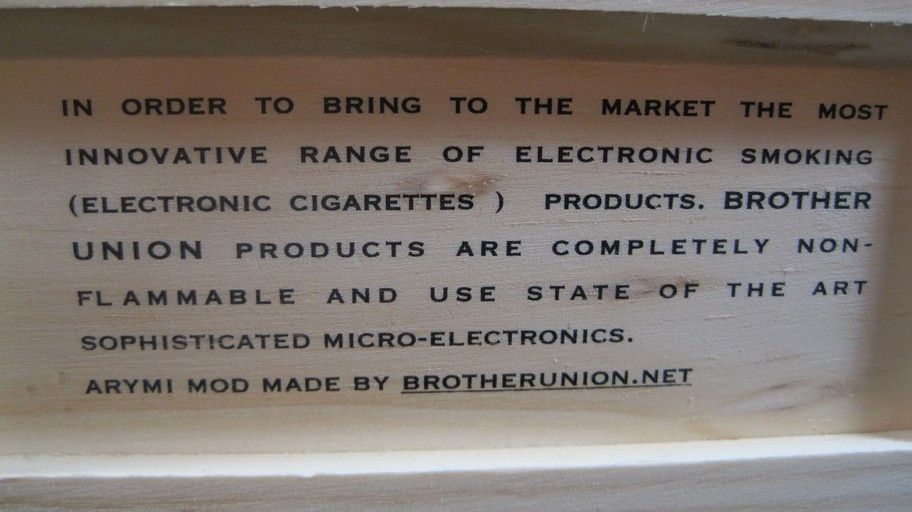 IN ORDER TO BRING TO THE MARKET THE MOST
INNOVATIVE RANGE OF ELECTRONIC SMOKING
(ELECTRONIC CIGARETTES ) PRODUCTS. BROTHER
UNION PRODUCTS ARE COMPLETELY NON-
FLAMMABLE AND USE STATE OF THE ART
SOPHISTICATED MICRO-ELECTRONICS.
ARYMI MOD MADE BY BROTHERUNION.NET